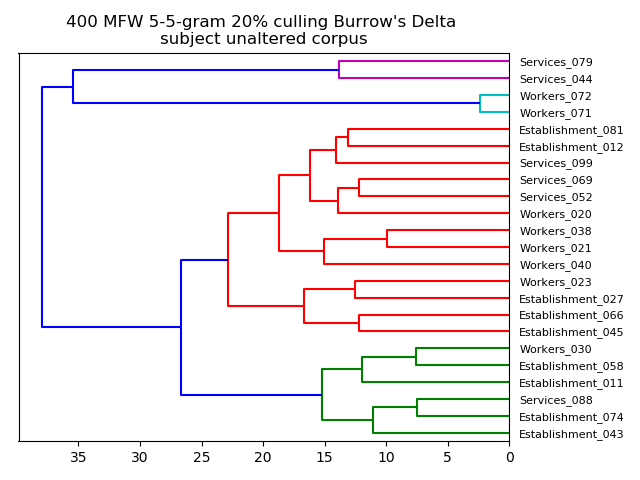 400 MFW 5-5-gram 20% culling Burrow's Delta
subject unaltered corpus
Services_079
Services_044
Workers_072
Workers_071
Establishment_081
Establishment_012
Services_099
Services_069
Services_052
Workers_020
Workers_038
Workers_021
Workers_040
Workers_023
Establishment_027
Establishment_066
Establishment_045
Workers_030
Establishment_058
Establishment_011
Services_088
Establishment_074
Establishment_043
35 30 25 20 15 10 5 0